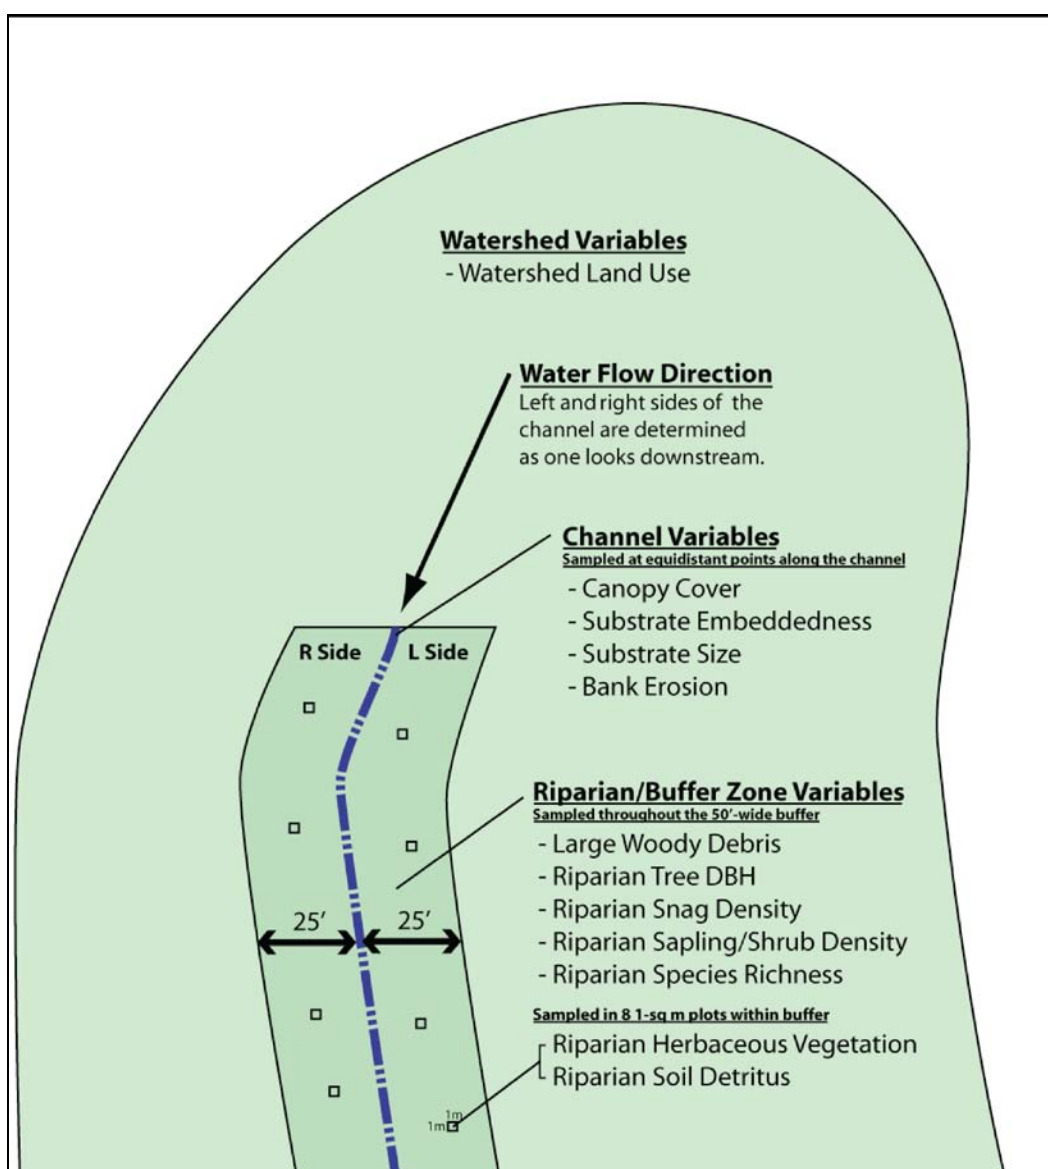 Watershed Variables
- Watershed Land Use
Water Flow Direction
Left and right sides of the
channel are determined
as one looks downstream.
Channel Variables
Sampled at equidistant points along the channel
- Canopy Cover
- Substrate Embeddedness
- Substrate Size
- Bank Erosion
R Side
L Side
Riparian/Buffer Zone Variables
Sampled throughout the 50'-wide buffer
- Large Woody Debris
- Riparian Tree DBH
- Riparian Snag Density
- Riparian Sapling/Shrub Density
- Riparian Species Richness
25'
25'
Sampled in 8 1-sq m plots within buffer
Riparian Herbaceous Vegetation
Riparian Soil Detritus
1m
1m